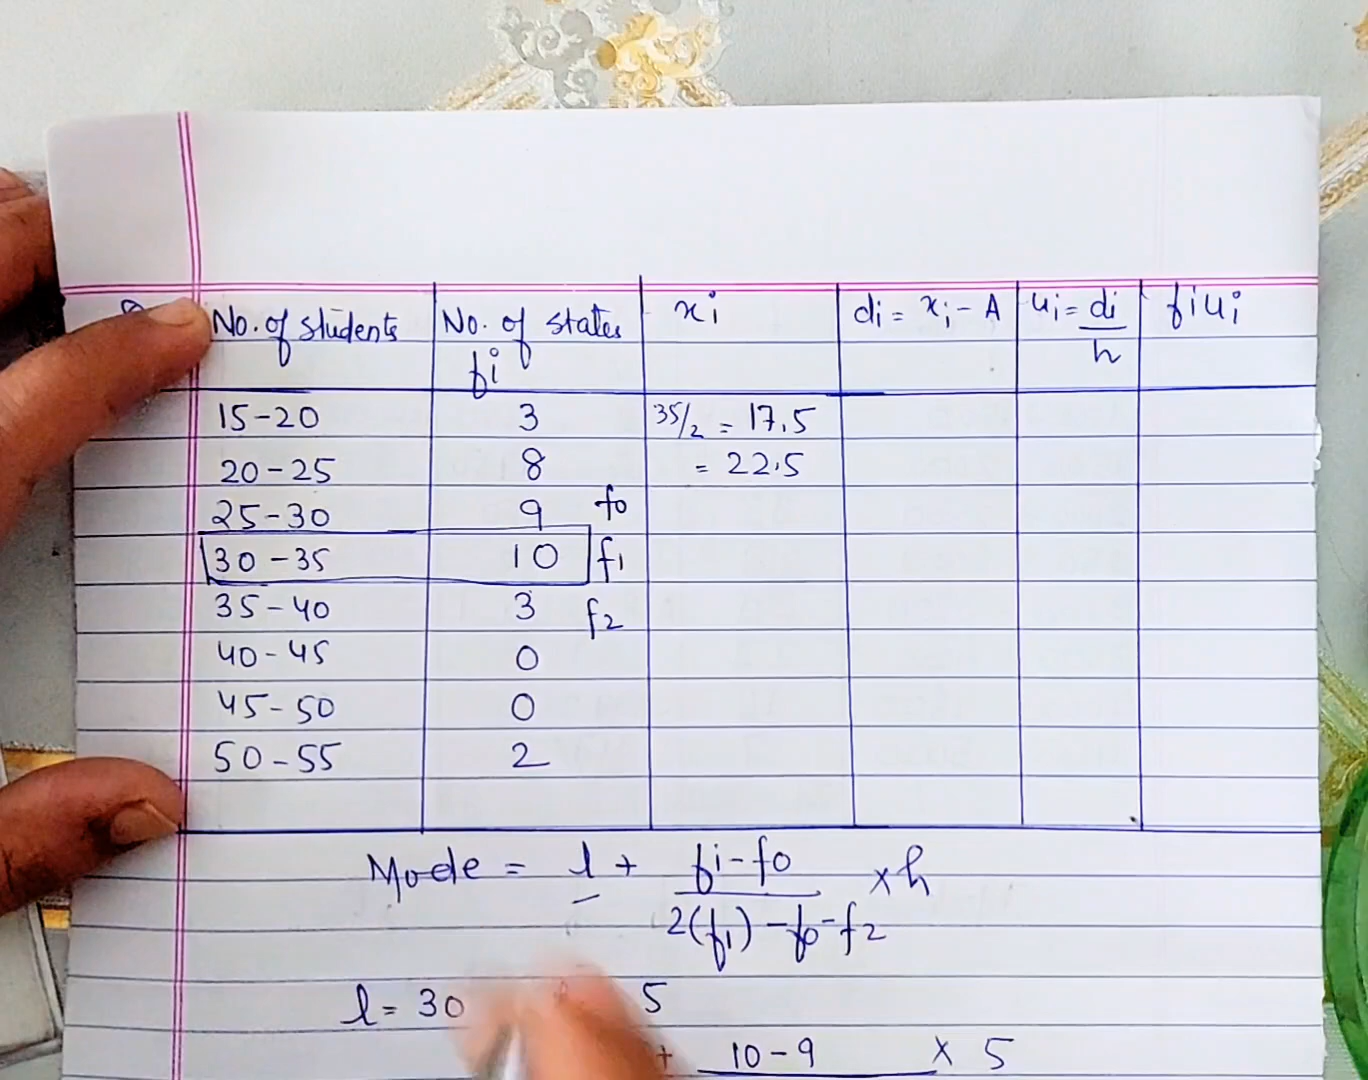 No. of students No. of states xi di = xi - A ui = di/h fiui
fi
15-20 3 35/2 = 17.5
20-25 8 = 22.5
25-30 9 f0
30-35 10 f1
35-40 3 f2
40-45 0
45-50 0
50-55 2
Mode = l + fi-f0 × h
2(f1) - f0 - f2
l = 30 5
+ 10-9 × 5